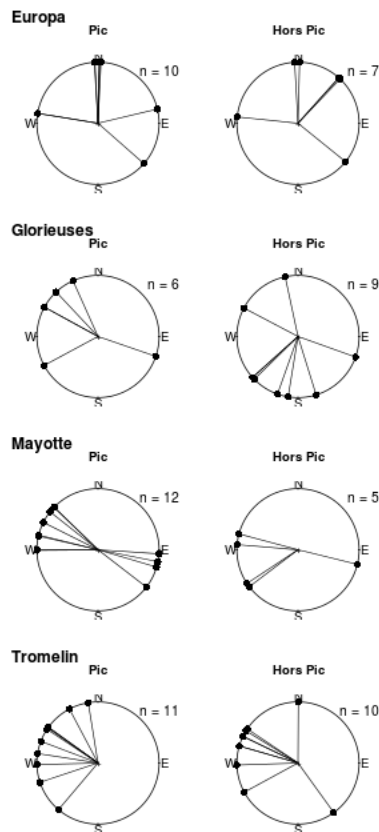 Europa
Pic Hors Pic
N N
n = 10 n = 7
W E W E
S S
Glorieuses
Pic Hors Pic
N N
n = 6 n = 9
W E W E
S S
Mayotte
Pic Hors Pic
N N
n = 12 n = 5
W E W E
S S
Tromelin
Pic Hors Pic
N N
n = 11 n = 10
W E W E
S S